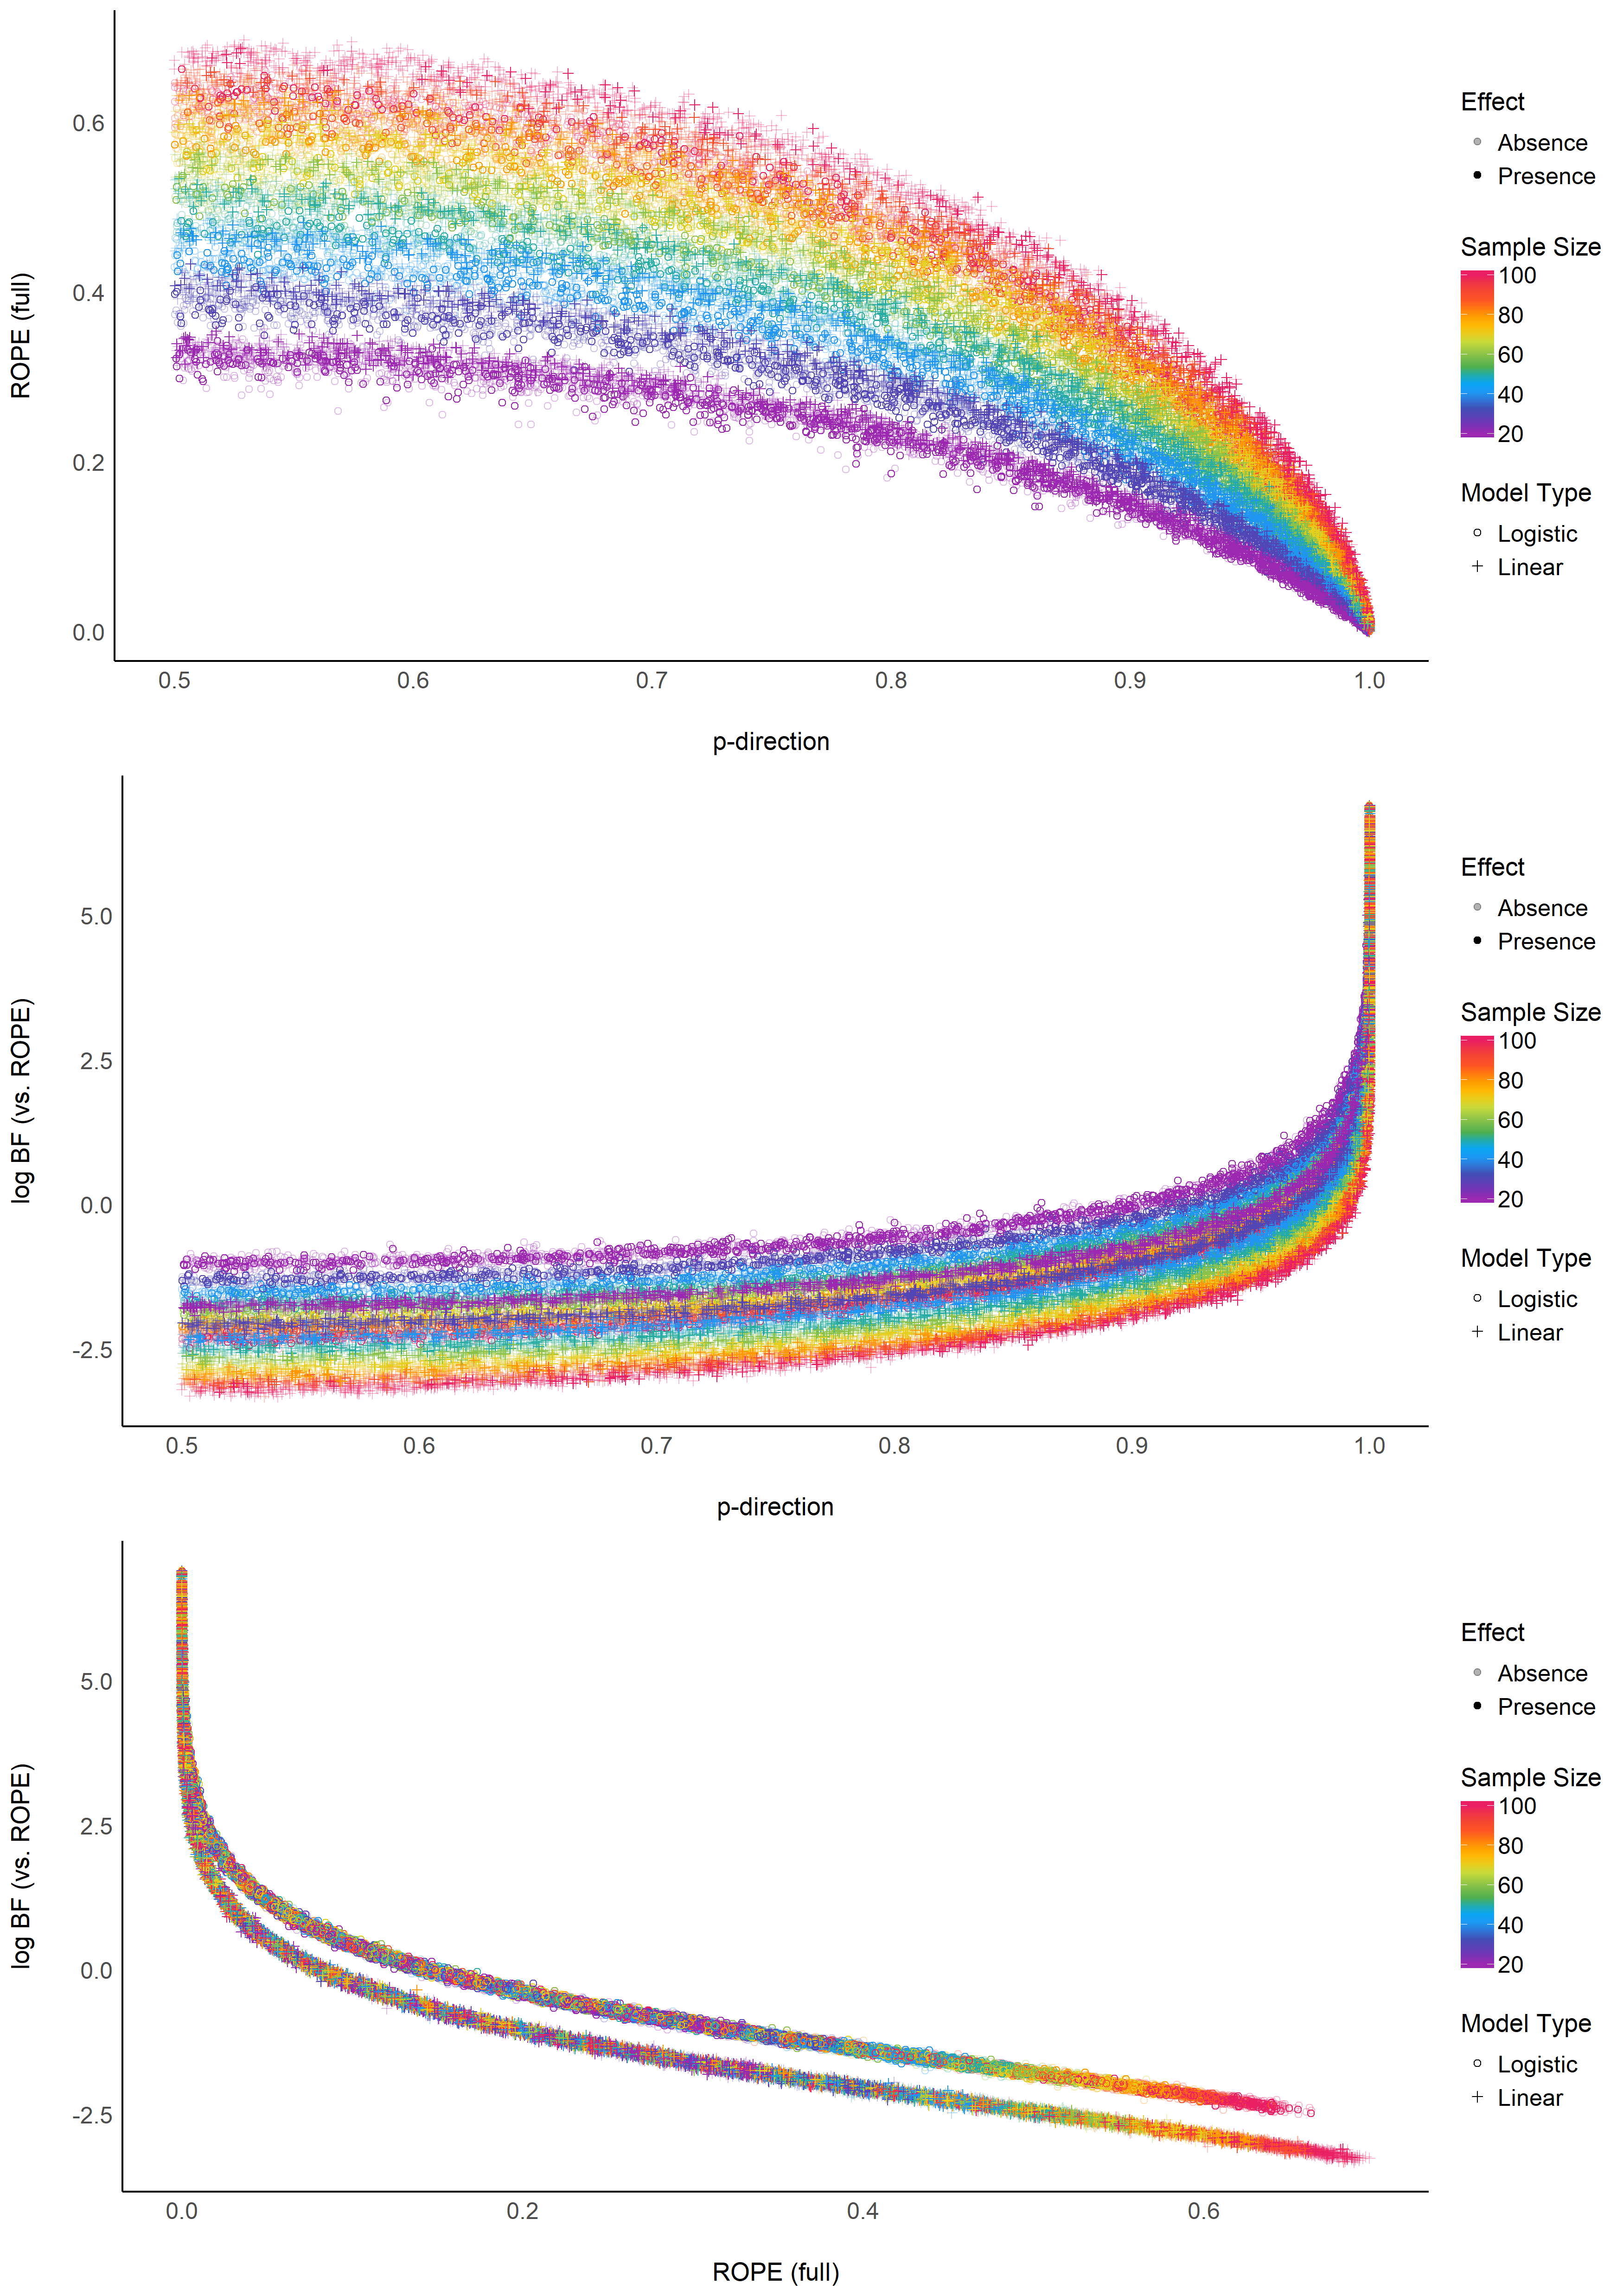 ROPE (full)
0.6
0.4
0.2
0.0
0.5 0.6 0.7 0.8 0.9 1.0
p-direction
Effect
Absence
Presence
Sample Size
100
80
60
40
20
Model Type
Logistic
Linear
log BF (vs. ROPE)
5.0
2.5
0.0
-2.5
0.5 0.6 0.7 0.8 0.9 1.0
p-direction
Effect
Absence
Presence
Sample Size
100
80
60
40
20
Model Type
Logistic
Linear
log BF (vs. ROPE)
5.0
2.5
0.0
-2.5
0.0 0.2 0.4 0.6
ROPE (full)
Effect
Absence
Presence
Sample Size
100
80
60
40
20
Model Type
Logistic
Linear